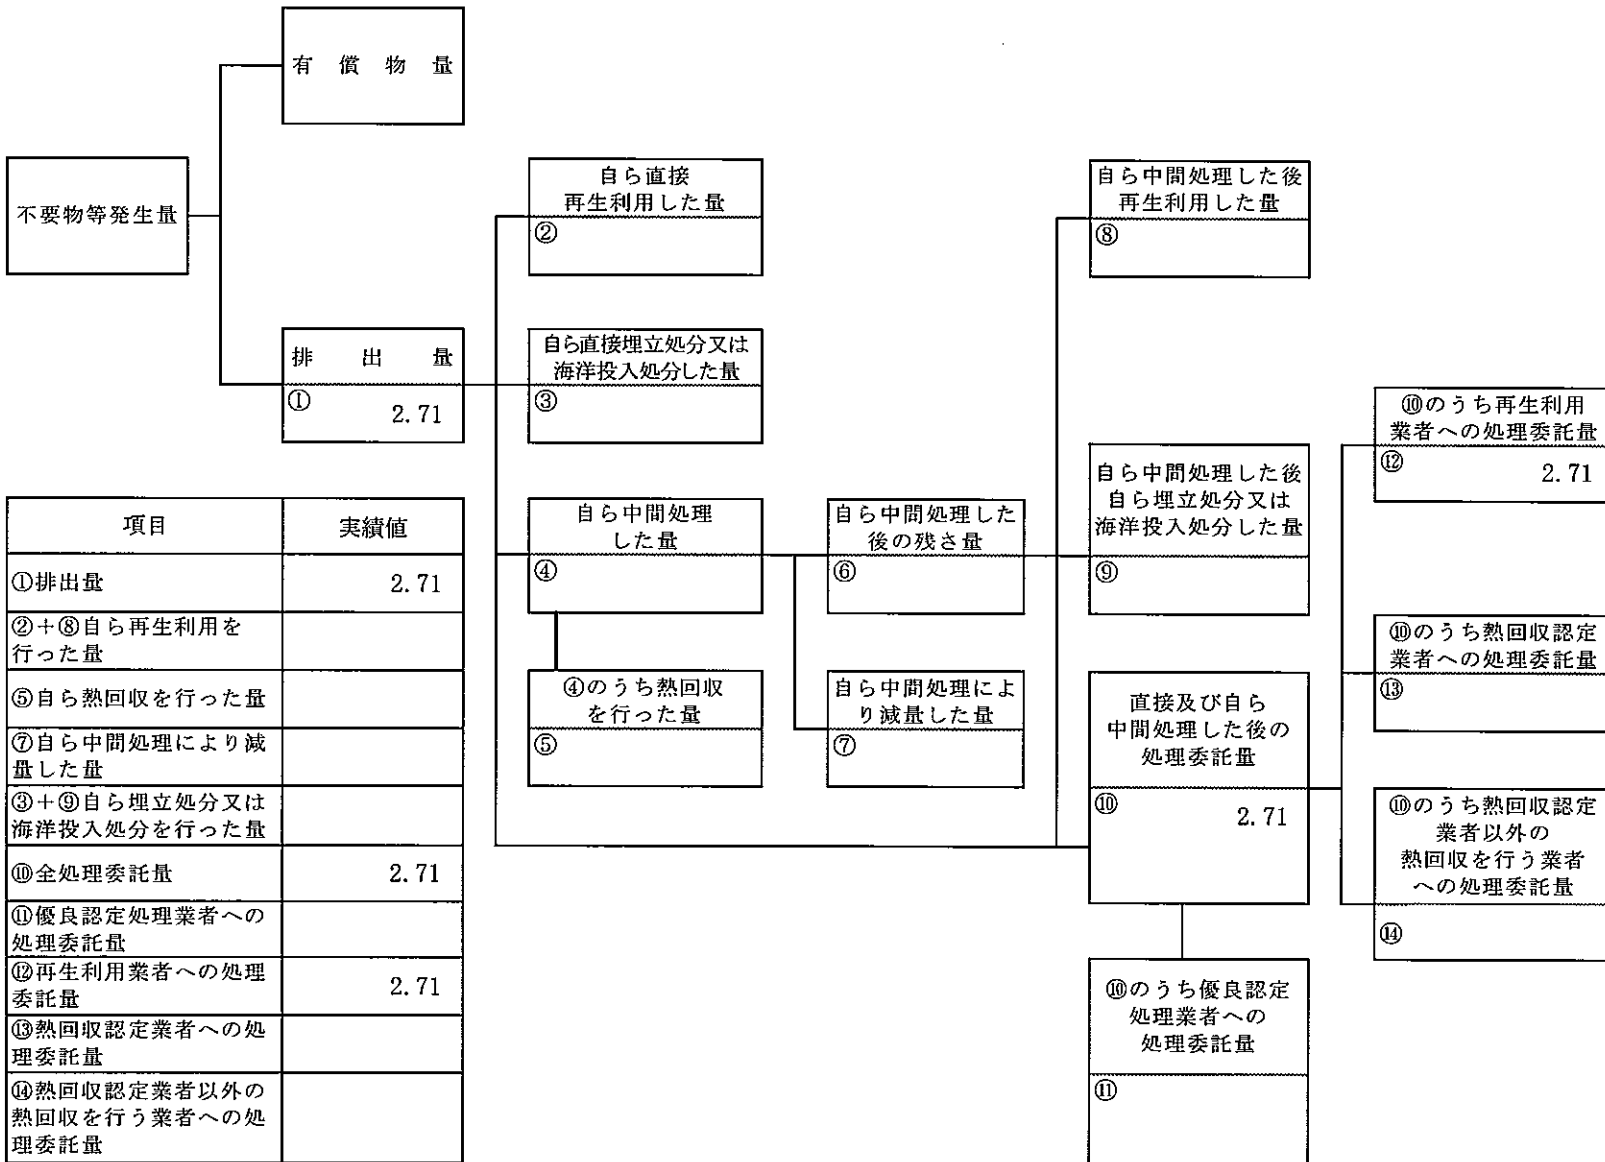 有償物量
不要物等発生量
排出量
①
2.71
自ら直接
再生利用した量
②
自ら直接埋立処分又は
海洋投入処分した量
③
自ら中間処理
した量
④
④のうち熱回収
を行った量
⑤
自ら中間処理した
後の残さ量
⑥
自ら中間処理によ
り減量した量
⑦
自ら中間処理した後
再生利用した量
⑧
自ら中間処理した後
自ら埋立処分又は
海洋投入処分した量
⑨
直接及び自ら
中間処理した後の
処理委託量
⑩
2.71
⑩のうち優良認定
処理業者への
処理委託量
⑪
⑩のうち再生利用
業者への処理委託量
⑫
2.71
⑩のうち熱回収認定
業者への処理委託量
⑬
⑩のうち熱回収認定
業者以外の
熱回収を行う業者
への処理委託量
⑭
項目 実績値
①排出量 2.71
②＋⑧自ら再生利用を
行った量
⑤自ら熱回収を行った量
⑦自ら中間処理により減
量した量
③＋⑨自ら埋立処分又は
海洋投入処分を行った量
⑩全処理委託量 2.71
⑪優良認定処理業者への
処理委託量
⑫再生利用業者への処理
委託量 2.71
⑬熱回収認定業者への処
理委託量
⑭熱回収認定業者以外の
熱回収を行う業者への処
理委託量